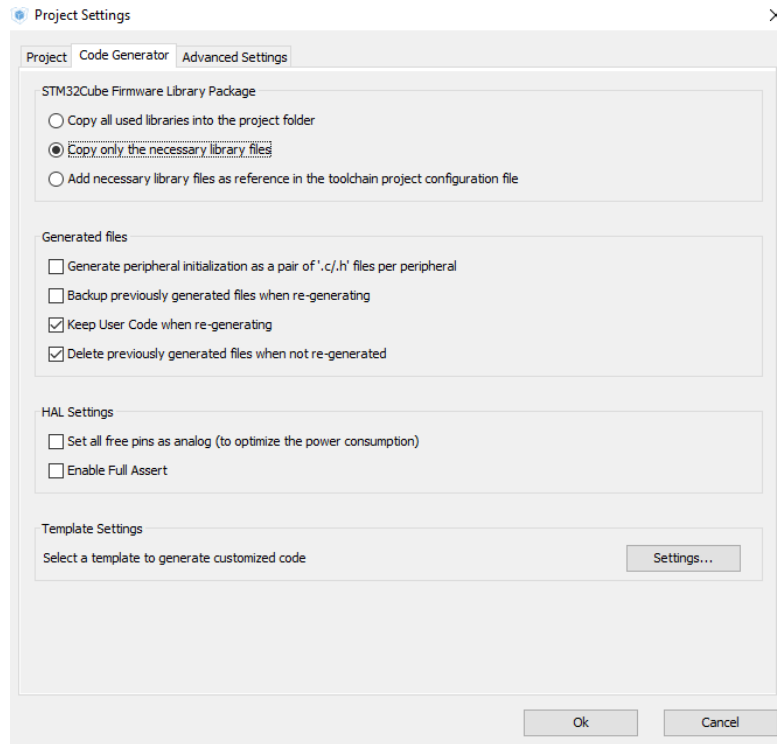 Project Settings
Project Code Generator Advanced Settings
STM32Cube Firmware Library Package
Copy all used libraries into the project folder
Copy only the necessary library files
Add necessary library files as reference in the toolchain project configuration file
Generated files
Generate peripheral initialization as a pair of '.c/.h' files per peripheral
Backup previously generated files when re-generating
Keep User Code when re-generating
Delete previously generated files when not re-generated
HAL Settings
Set all free pins as analog (to optimize the power consumption)
Enable Full Assert
Template Settings
Select a template to generate customized code Settings...
Ok Cancel